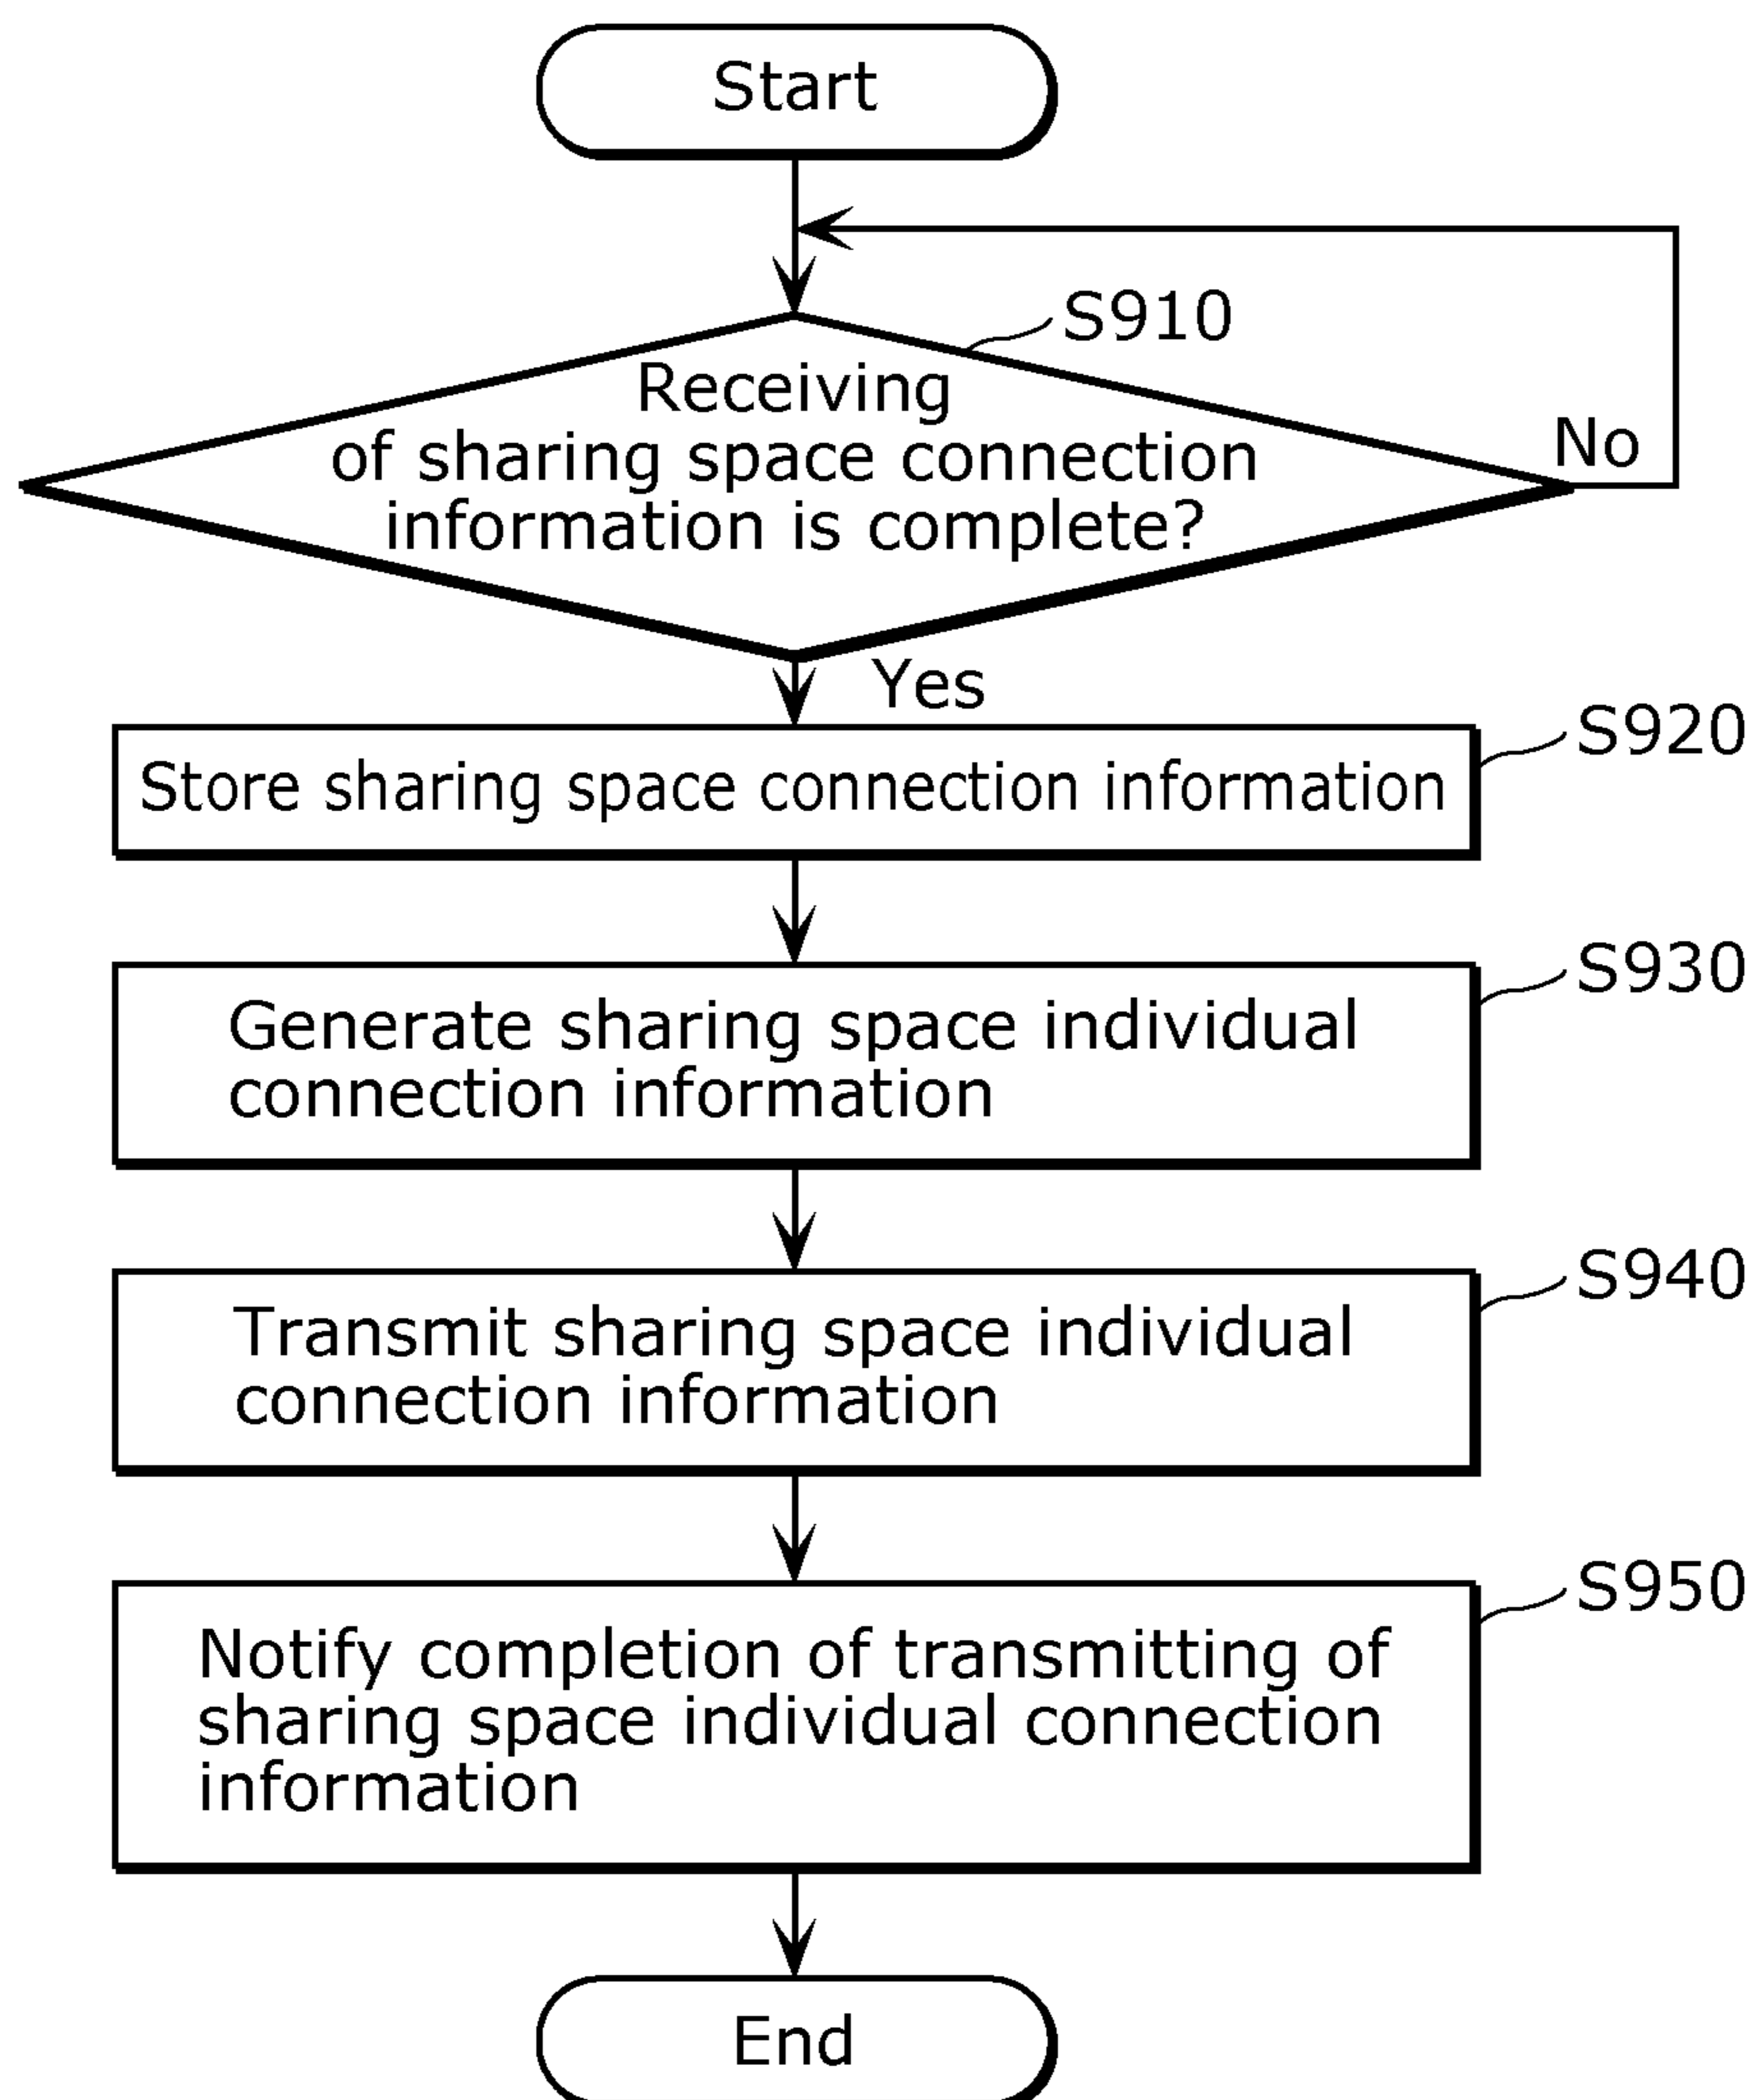 Start
S910
Receiving
of sharing space connection
information is complete?
No
Yes
S920
Store sharing space connection information
S930
Generate sharing space individual
connection information
S940
Transmit sharing space individual
connection information
S950
Notify completion of transmitting of
sharing space individual connection
information
End